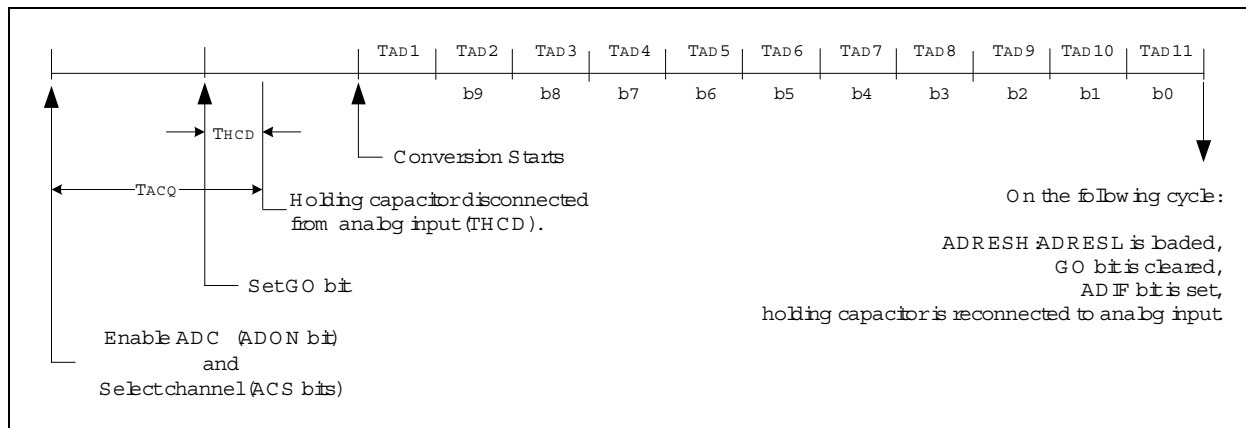 TAD1 TAD2 TAD3 TAD4 TAD5 TAD6 TAD7 TAD8 TAD9 TAD10 TAD11
b9 b8 b7 b6 b5 b4 b3 b2 b1 b0
THCD
Conversion Starts
TACQ
Holding capacitor disconnected
from analog input (THCD).
Set GO bit
Enable ADC (ADON bit)
and
Select channel (ACS bits)
On the following cycle:
ADRESH:ADRESL is loaded,
GO bit is cleared,
ADIF bit is set,
holding capacitor is reconnected to analog input.